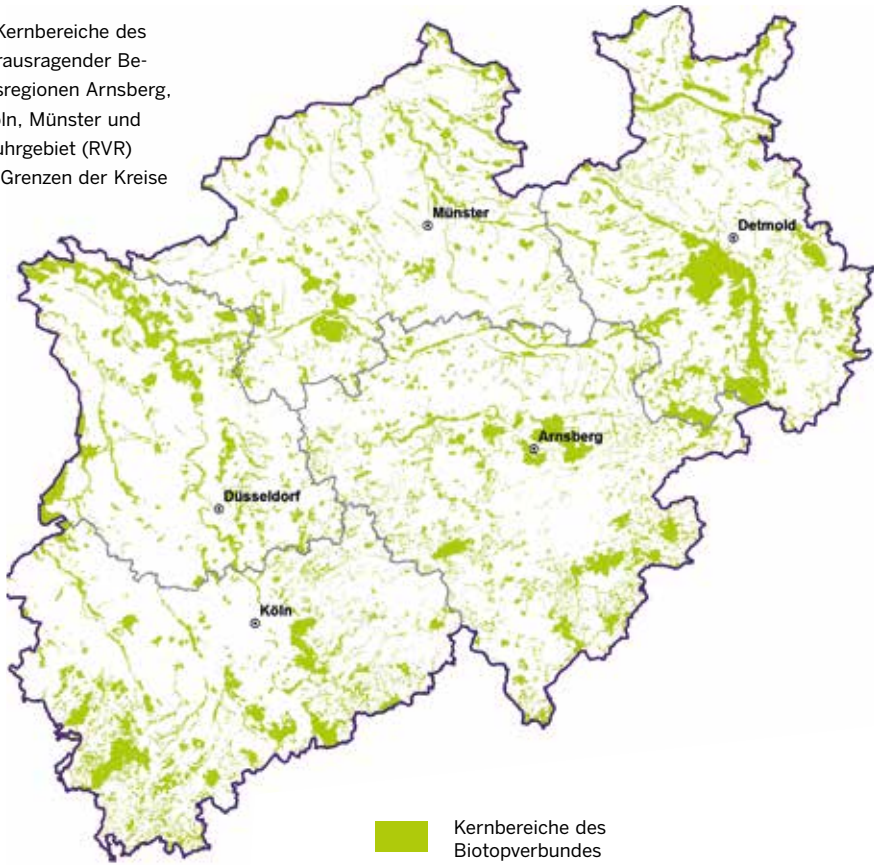 Kernbereiche des
rausragender Be-
sregionen Arnsberg,
ln, Münster und
uhrgebiet (RVR)
Grenzen der Kreise
Münster
Detmold
Arnsberg
Düsseldorf
Köln
Kernbereiche des
Biotopverbundes